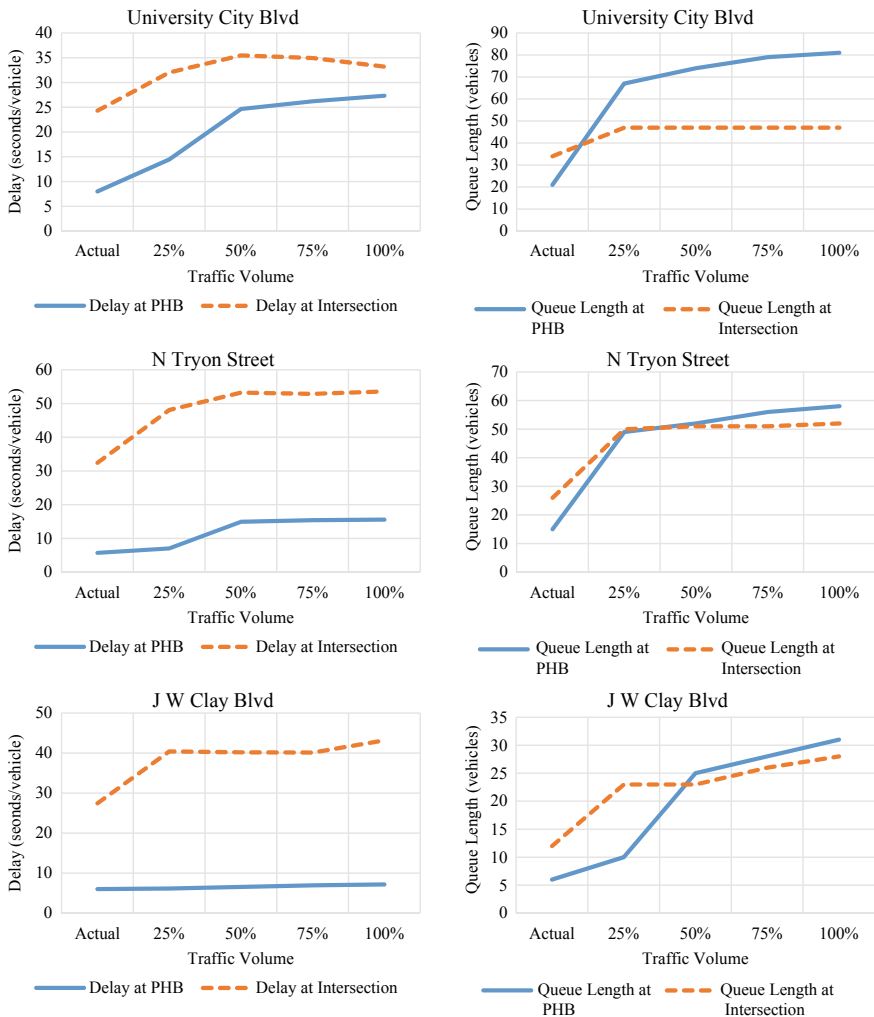 University City Blvd
Delay (seconds/vehicle)
40
35
30
25
20
15
10
5
0
Actual 25% 50% 75% 100%
Traffic Volume
Delay at PHB Delay at Intersection
University City Blvd
Queue Length (vehicles)
90
80
70
60
50
40
30
20
10
0
Actual 25% 50% 75% 100%
Traffic Volume
Queue Length at PHB Queue Length at Intersection
N Tryon Street
Delay (seconds/vehicle)
60
50
40
30
20
10
0
Actual 25% 50% 75% 100%
Traffic Volume
Delay at PHB Delay at Intersection
N Tryon Street
Queue Length (vehicles)
70
60
50
40
30
20
10
0
Actual 25% 50% 75% 100%
Traffic Volume
Queue Length at PHB Queue Length at Intersection
J W Clay Blvd
Delay (seonds/vehicle)
50
40
30
20
10
0
Actual 25% 50% 75% 100%
Traffic Volume
Delay at PHB Delay at Intersection
J W Clay Blvd
Queue Length (vehicles)
35
30
25
20
15
10
5
0
Actual 25% 50% 75% 100%
Traffic Volume
Queue Length at PHB Queue Length at Intersection